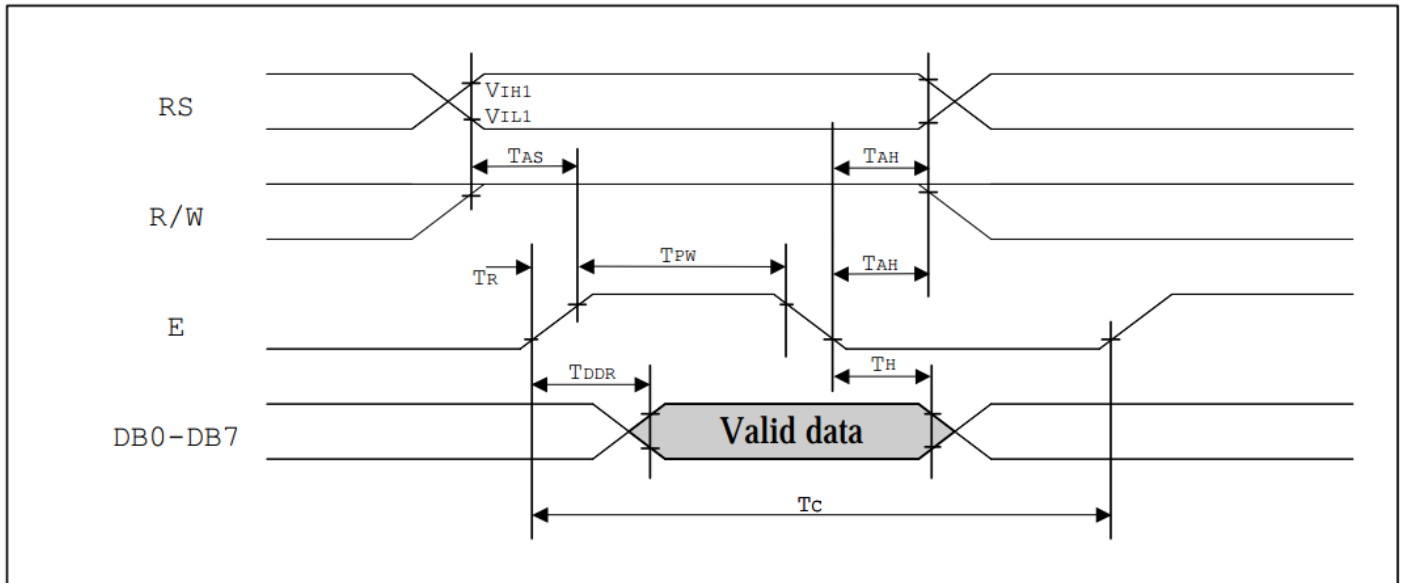 RS
VIH1
VIL1
TAS
TAH
R/W
TPW
TAH
TR
E
TDDR
TH
DB0-DB7
Valid data
TC